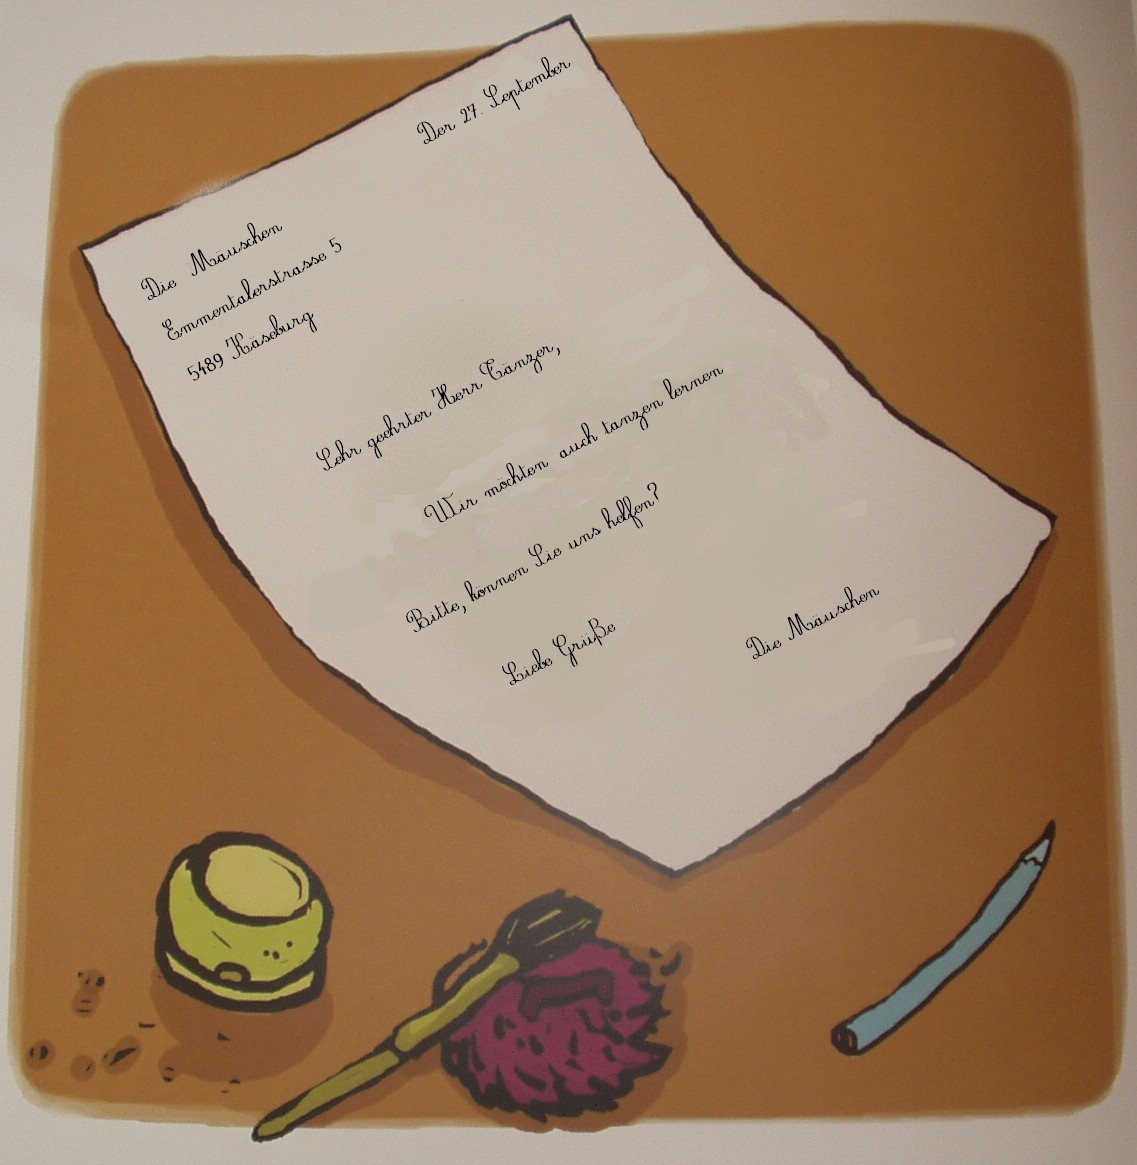 Der 27. September
Die Mäuschen
Emmentalerstrasse 5
5489 Käseburg
Sehr geehrter Herr Tänzer,
Wir möchten auch tanzen lernen
Bitte, können Sie uns helfen?
Liebe Grüße
Die Mäuschen